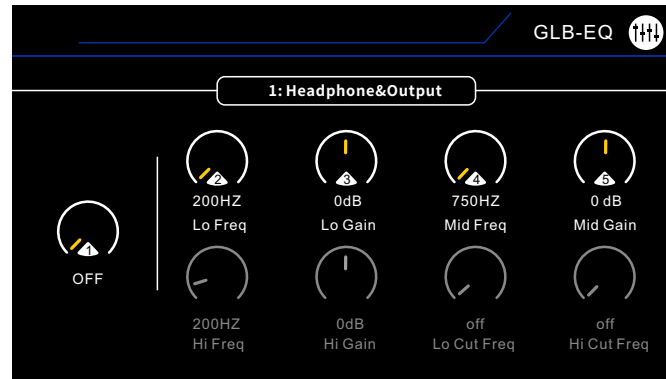 GLB-EQ
1: Headphone&Output
2 3 4 5
200HZ 0dB 750HZ 0 dB
Lo Freq Lo Gain Mid Freq Mid Gain
1
OFF
200HZ 0dB off off
Hi Freq Hi Gain Lo Cut Freq Hi Cut Freq